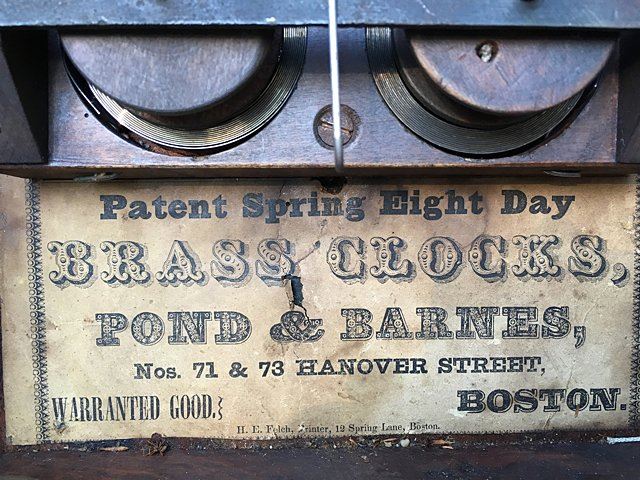 Patent Spring Eight Day
BRASS CLOCKS,
POND & BARNES,
Nos. 71 & 73 HANOVER STREET,
WARRANTED GOOD. BOSTON.
H. E. Felch, Printer, 12 Spring Lane, Boston.